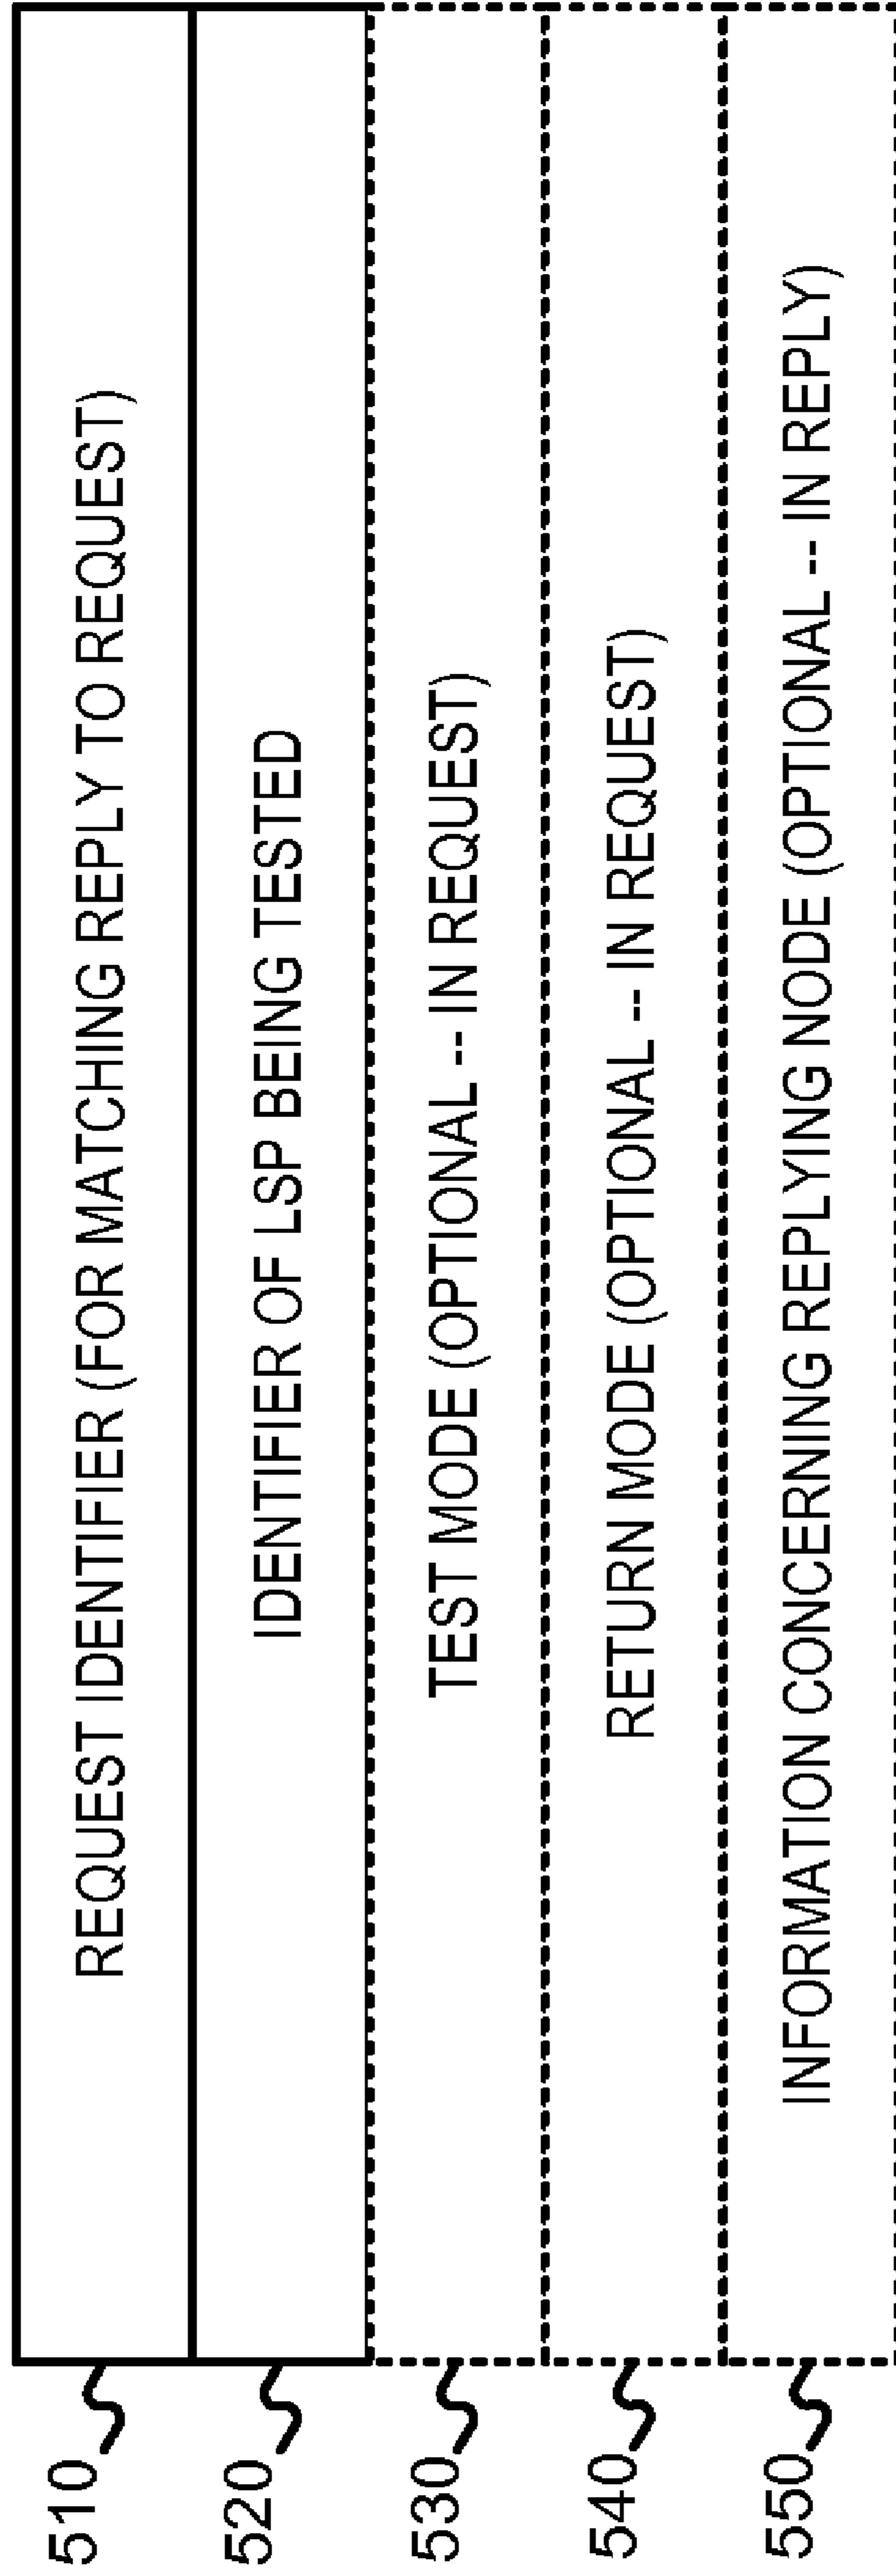 510 REQUEST IDENTIFIER (FOR MATCHING REPLY TO REQUEST)
520 IDENTIFIER OF LSP BEING TESTED
530 TEST MODE (OPTIONAL -- IN REQUEST)
540 RETURN MODE (OPTIONAL -- IN REQUEST)
550 INFORMATION CONCERNING REPLYING NODE (OPTIONAL -- IN REPLY)